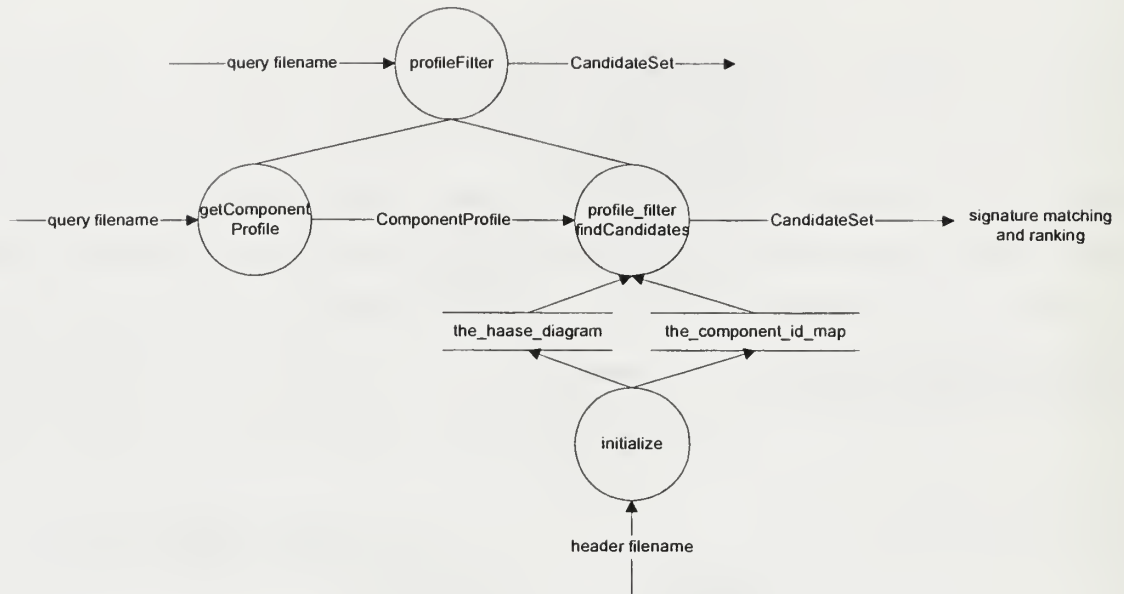 query filename
profileFilter
CandidateSet
query filename
getComponent
Profile
ComponentProfile
profile_filter
findCandidates
CandidateSet
signature matching
and ranking
the_haase_diagram
the_component_id_map
initialize
header filename